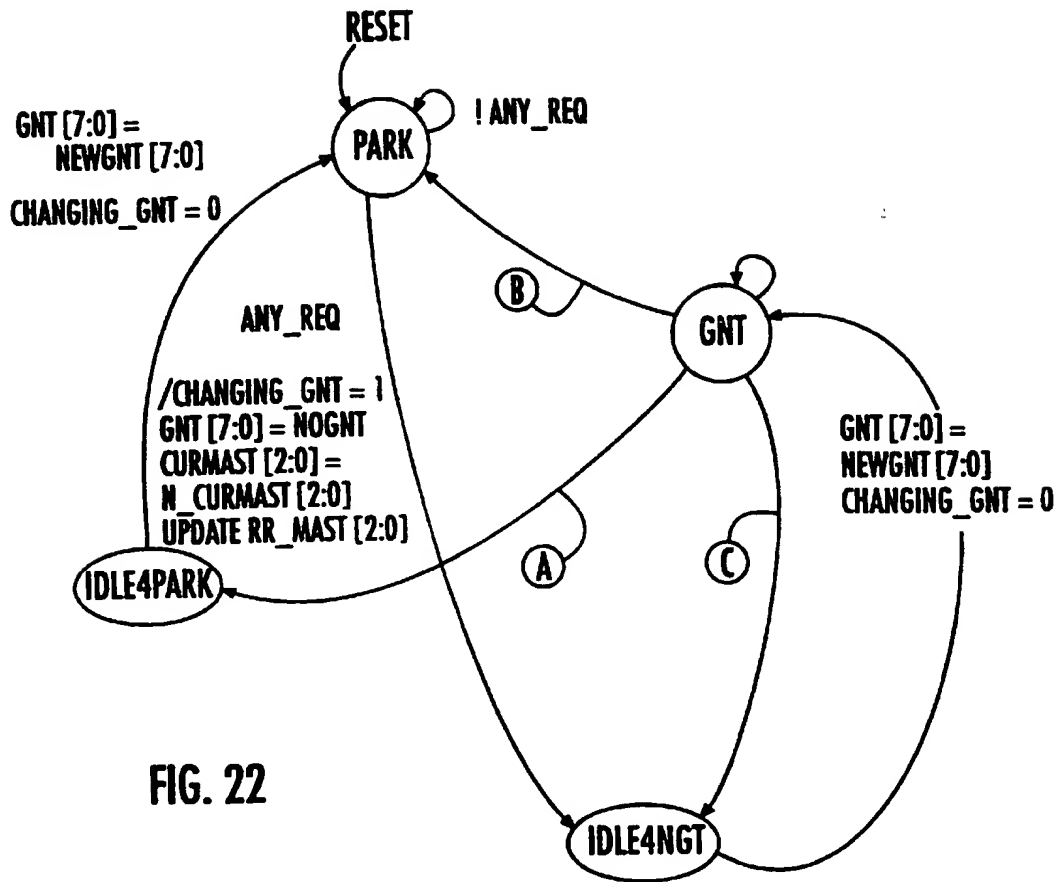 RESET
! ANY_REQ
PARK
GNT [7:0] =
NEWGNT [7:0]
CHANGING_GNT = 0
B
GNT
ANY_REQ
/CHANGING_GNT = 1
GNT [7:0] = NOGNT
CURMAST [2:0] =
N_CURMAST [2:0]
UPDATE RR_MAST [2:0]
GNT [7:0] =
NEWGNT [7:0]
CHANGING_GNT = 0
A
C
IDLE4PARK
FIG. 22
IDLE4NGT